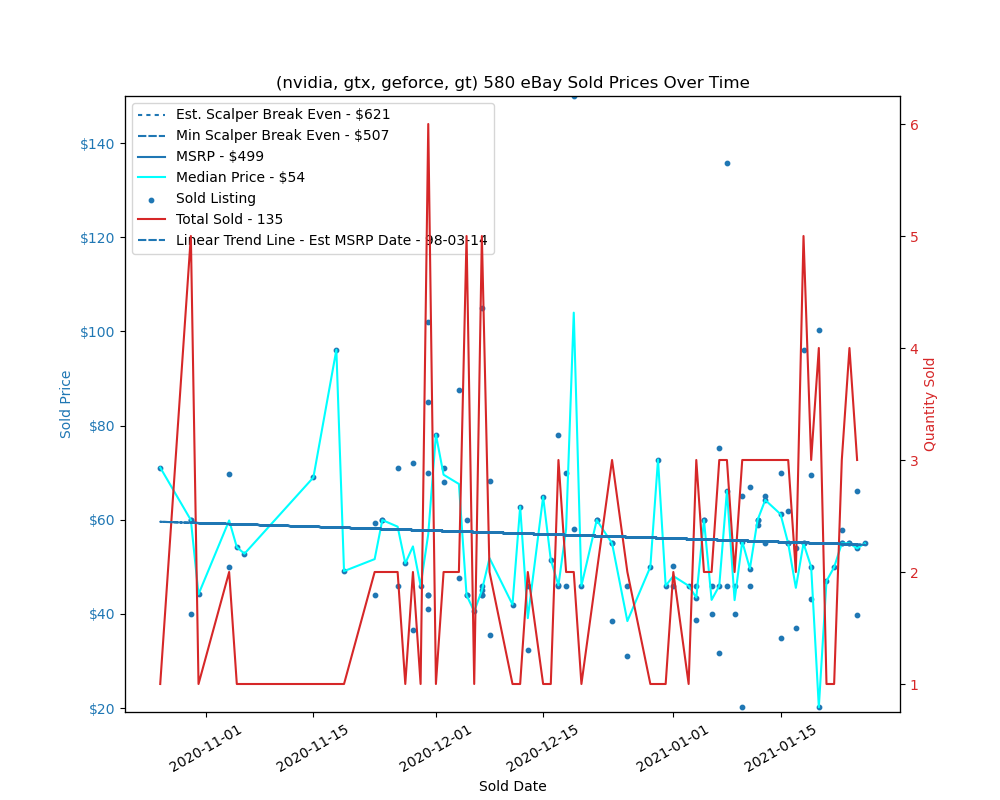 (nvidia, gtx, geforce, gt) 580 eBay Sold Prices Over Time
Est. Scalper Break Even - $621
Min Scalper Break Even - $507
MSRP - $499
Median Price - $54
Sold Listing
Total Sold - 135
Linear Trend Line - Est MSRP Date - 98-03-14
$140
$120
$100
$80
$60
$40
$20
Sold Price
6
5
4
3
2
1
Quantity Sold
2020-11-01
2020-11-15
2020-12-01
2020-12-15
2021-01-01
2021-01-15
Sold Date